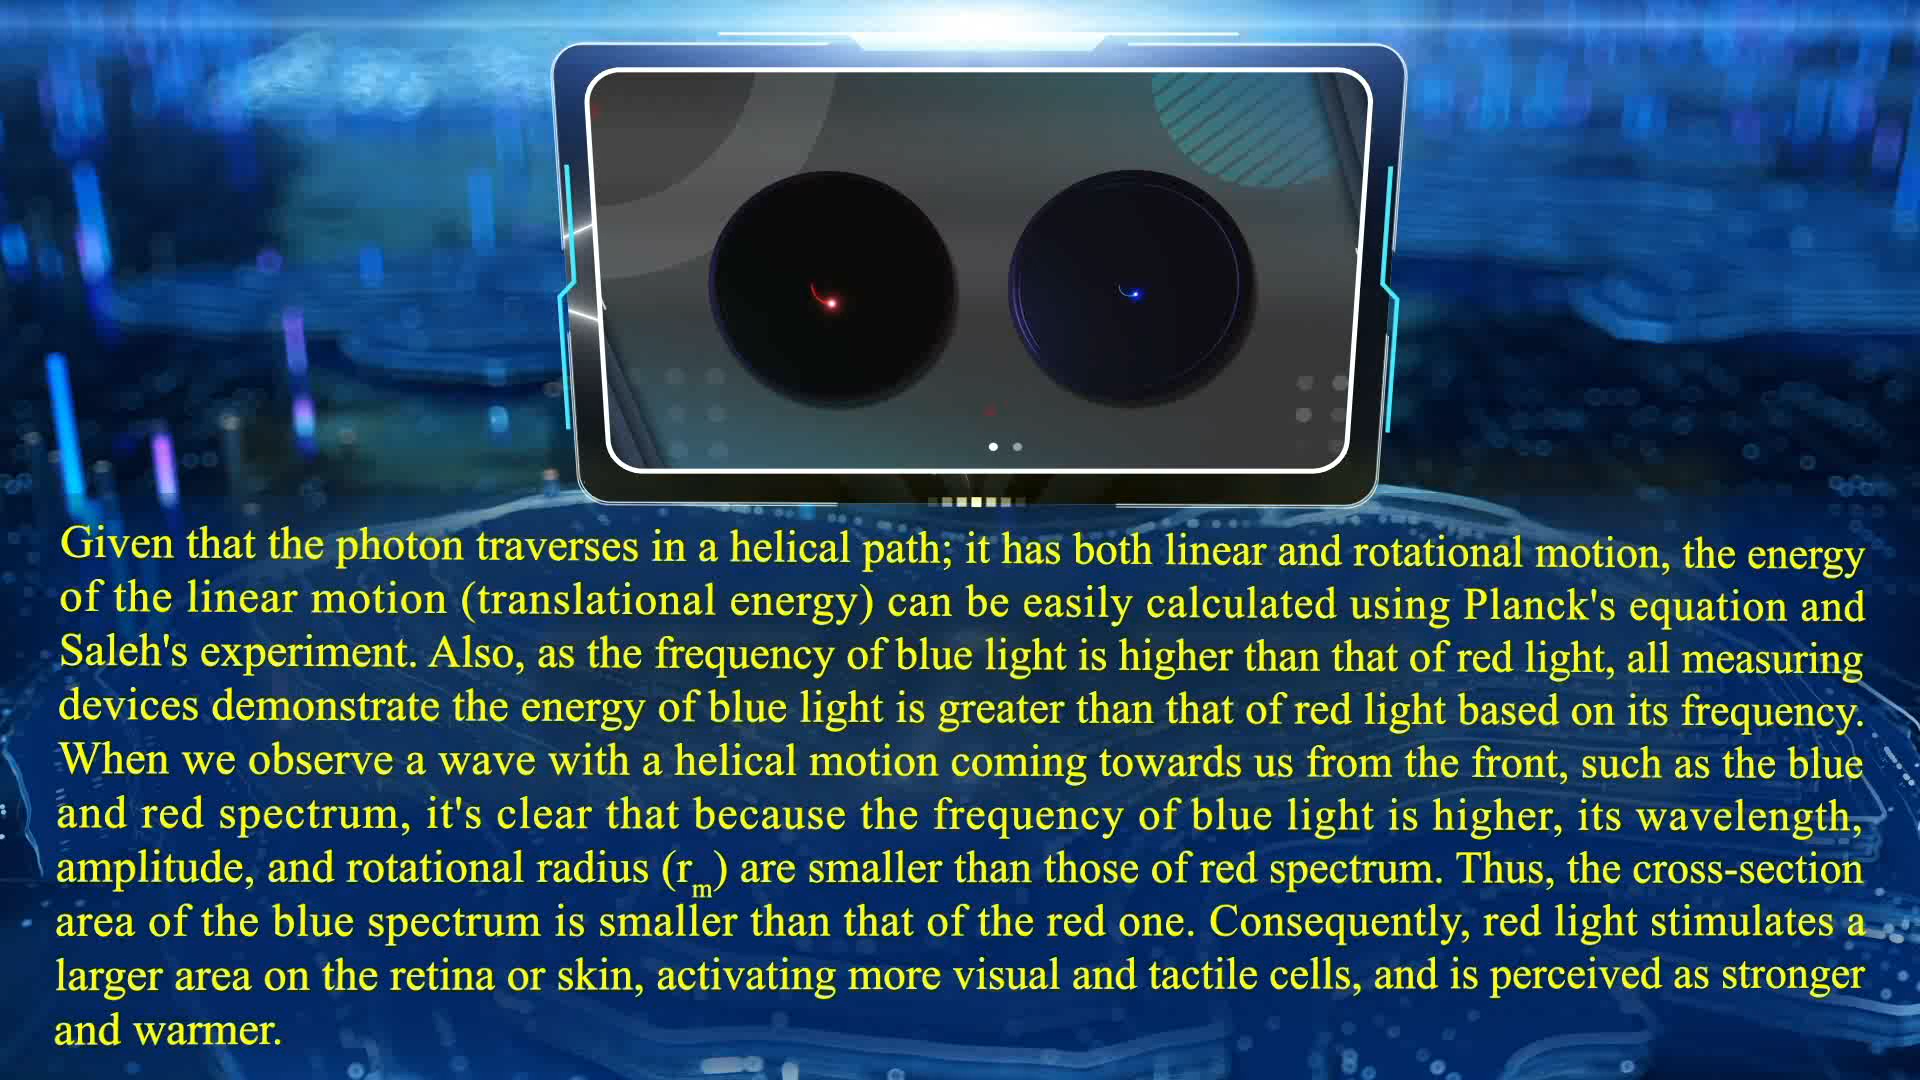 Given that the photon traverses in a helical path; it has both linear and rotational motion, the energy
of the linear motion (translational energy) can be easily calculated using Planck's equation and
Saleh's experiment. Also, as the frequency of blue light is higher than that of red light, all measuring
devices demonstrate the energy of blue light is greater than that of red light based on its frequency.
When we observe a wave with a helical motion coming towards us from the front, such as the blue
and red spectrum, it's clear that because the frequency of blue light is higher, its wavelength,
amplitude, and rotational radius (rₘ) are smaller than those of red spectrum. Thus, the cross-section
area of the blue spectrum is smaller than that of the red one. Consequently, red light stimulates a
larger area on the retina or skin, activating more visual and tactile cells, and is perceived as stronger
and warmer.